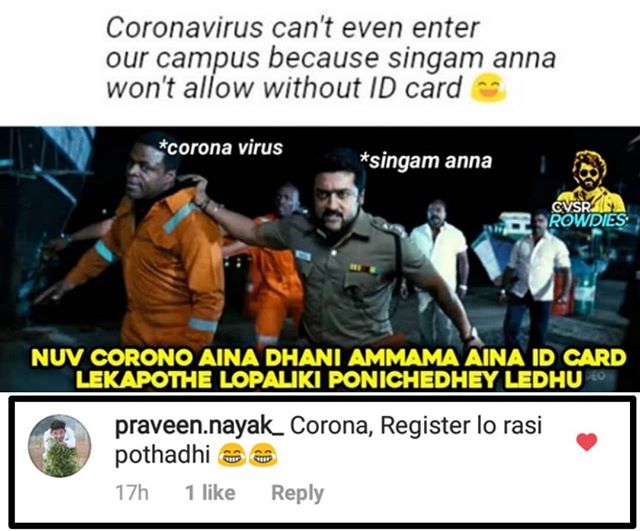 Coronavirus can't even enter
our campus because singam anna
won't allow without ID card 😄
*corona virus
*singam anna
CVSR
ROWDIES
NUV CORONO AINA DHANI AMMAMA AINA ID CARD
LEKAPOTHE LOPALIKI PONICHEDHEY LEDHU
praveen.nayak_ Corona, Register lo rasi
pothadhi 😂😂
17h 1 like Reply